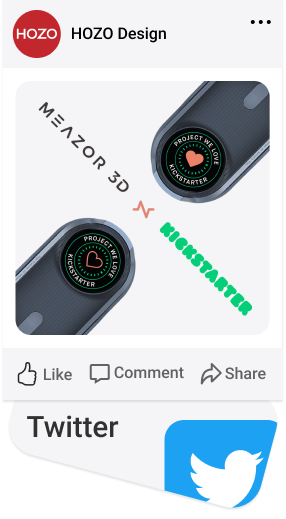 HOZO
HOZO Design
MEAZOR 3D
PROJECT WE LOVE
KICKSTARTER
PROJECT WE LOVE
KICKSTARTER
KICKSTARTER
Like
Comment
Share
Twitter